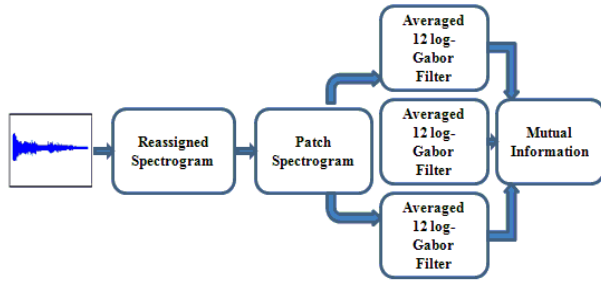 Averaged
12 log-
Gabor
Filter
Reassigned
Spectrogram
Patch
Spectrogram
Averaged
12 log-
Gabor
Filter
Mutual
Information
Averaged
12 log-
Gabor
Filter